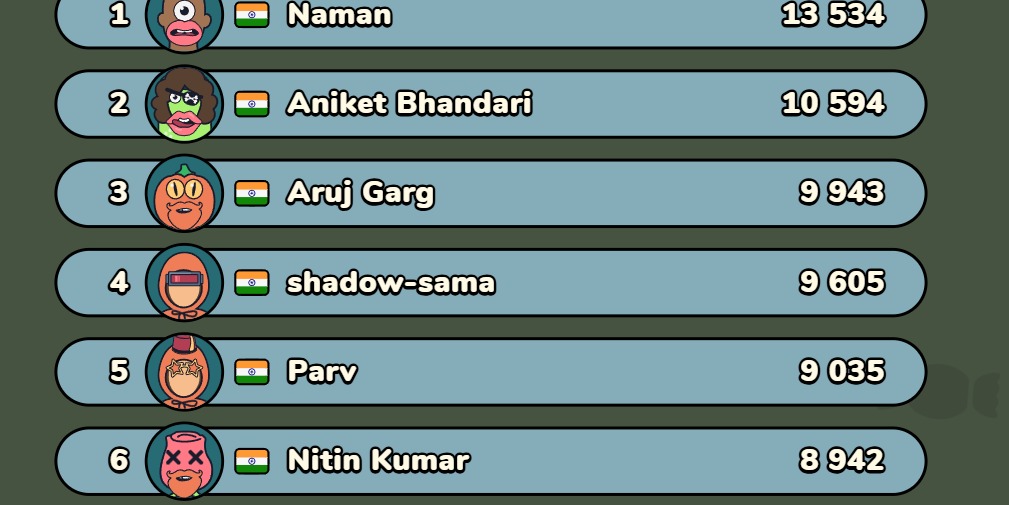 1 Naman 13 534
2 Aniket Bhandari 10 594
3 Aruj Garg 9 943
4 shadow-sama 9 605
5 Parv 9 035
6 Nitin Kumar 8 942